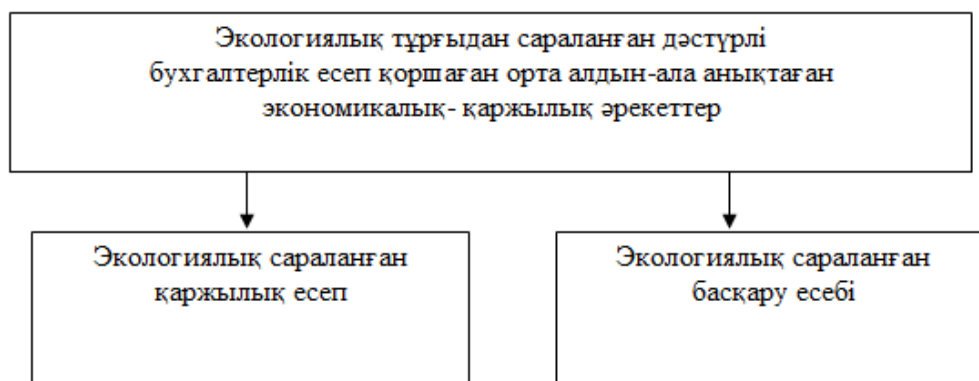 Экологиялық тұрғыдан сараланған дәстүрлі
бухгалтерлік есеп қоршаған орта алдын-ала анықтаған
экономикалық- қаржылық әрекеттер
Экологиялық сараланған
қаржылық есеп
Экологиялық сараланған
басқару есебі